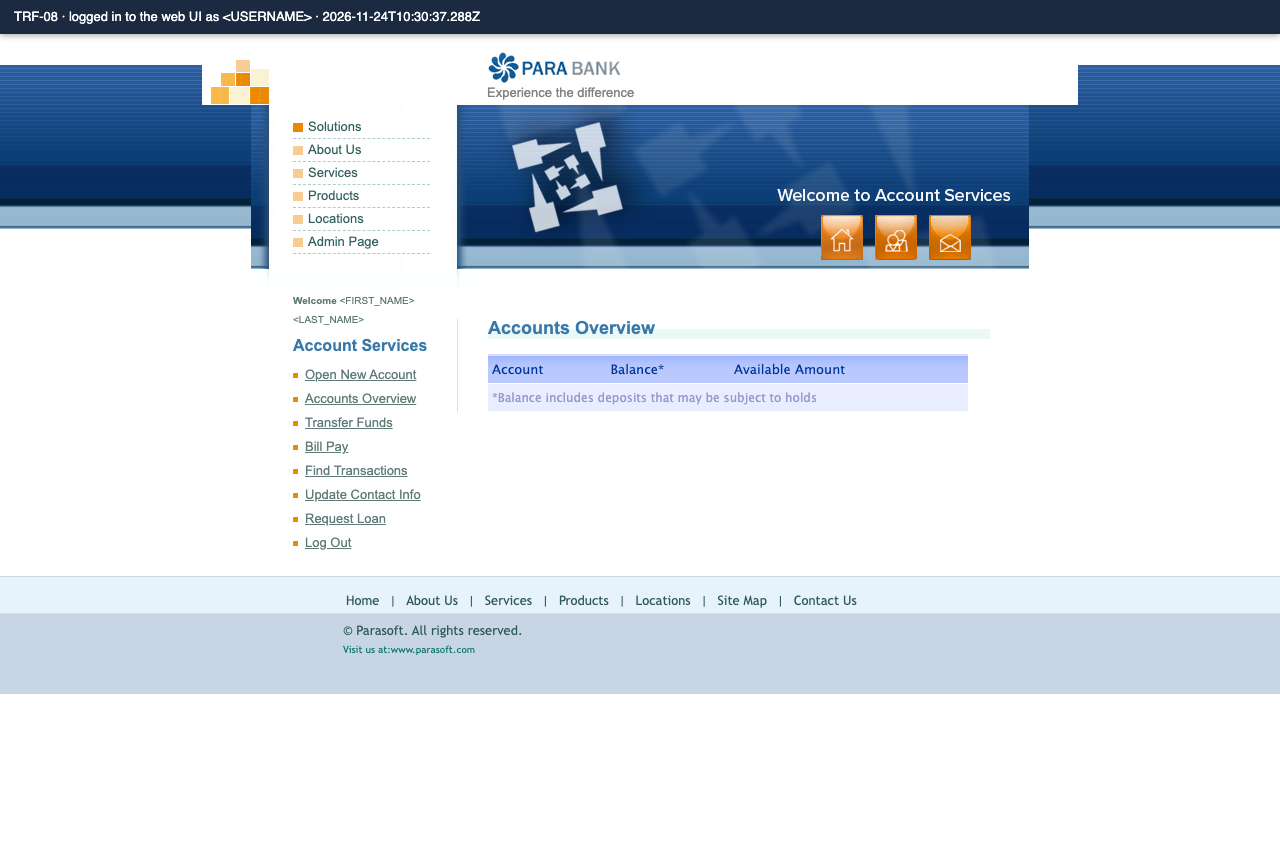 TRF-08 · logged in to the web UI as <USERNAME> · 2026-11-24T10:30:37.288Z
PARA BANK
Experience the difference
Solutions
About Us
Services
Products
Locations
Admin Page
Welcome to Account Services
Welcome <FIRST_NAME>
<LAST_NAME>
Account Services
Open New Account
Accounts Overview
Transfer Funds
Bill Pay
Find Transactions
Update Contact Info
Request Loan
Log Out
Accounts Overview
Account Balance* Available Amount
*Balance includes deposits that may be subject to holds
Home | About Us | Services | Products | Locations | Site Map | Contact Us
© Parasoft. All rights reserved.
Visit us at:www.parasoft.com